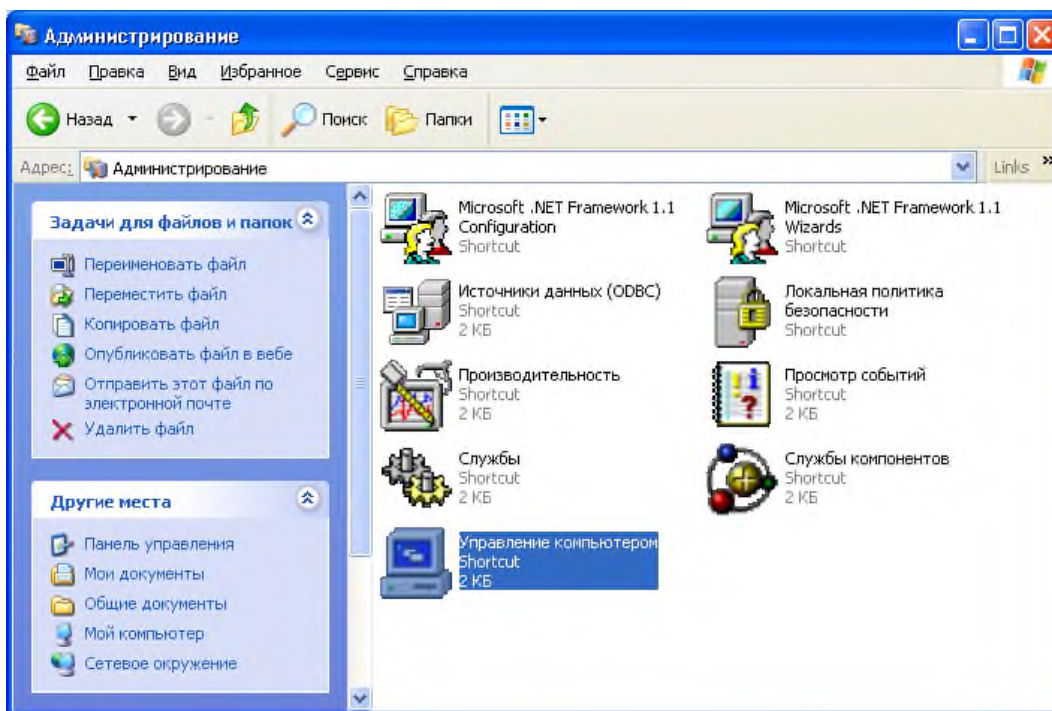 Администрирование
Файл Правка Вид Избранное Сервис Справка
Назад Поиск Папки
Адрес: Администрирование Links »
Задачи для файлов и папок
Переименовать файл
Переместить файл
Копировать файл
Опубликовать файл в вебе
Отправить этот файл по
электронной почте
Удалить файл
Другие места
Панель управления
Мои документы
Общие документы
Мой компьютер
Сетевое окружение
Microsoft .NET Framework 1.1
Configuration
Shortcut
Microsoft .NET Framework 1.1
Wizards
Shortcut
Источники данных (ODBC)
Shortcut
2 КБ
Локальная политика
безопасности
Shortcut
Производительность
Shortcut
2 КБ
Просмотр событий
Shortcut
2 КБ
Службы
Shortcut
2 КБ
Службы компонентов
Shortcut
2 КБ
Управление компьютером
Shortcut
2 КБ